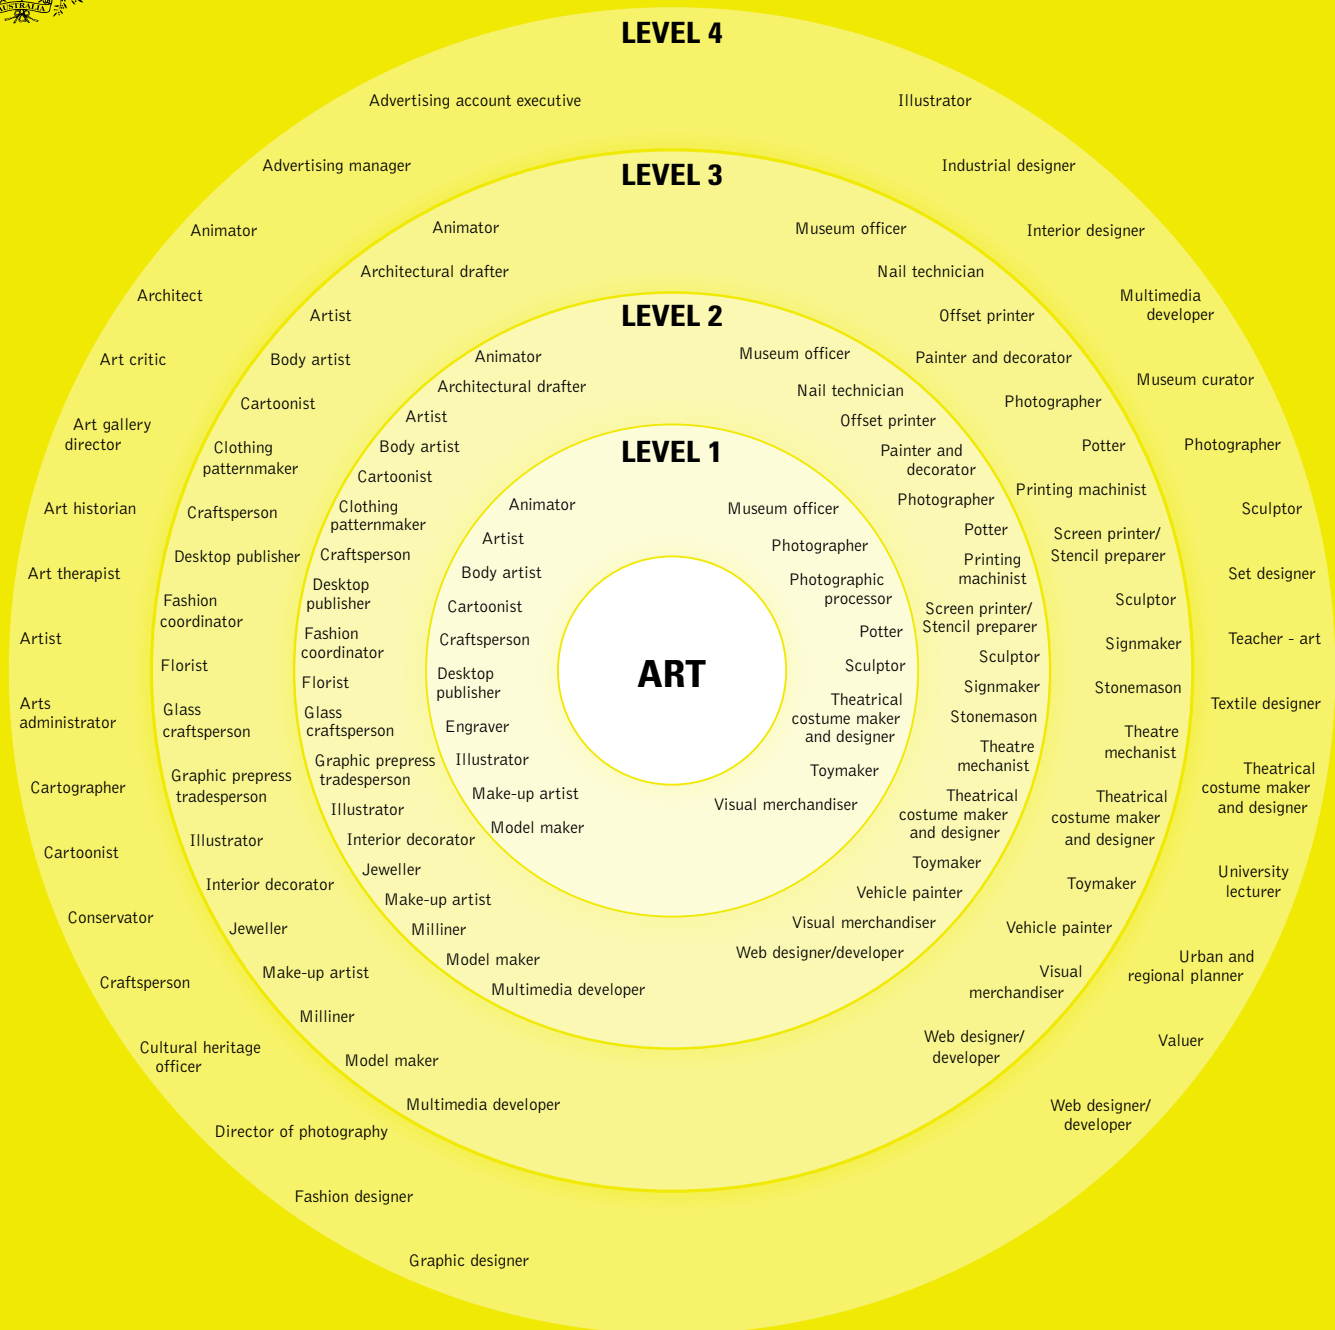 AUSTRALIA
LEVEL 4
Advertising account executive
Advertising manager
Animator
Architect
Art critic
Art gallery
director
Art historian
Art therapist
Artist
Arts
administrator
Cartographer
Cartoonist
Conservator
Craftsperson
Cultural heritage
officer
Director of photography
Fashion designer
Graphic designer
Illustrator
Industrial designer
Interior designer
Multimedia
developer
Museum curator
Photographer
Sculptor
Set designer
Teacher - art
Textile designer
Theatrical
costume maker
and designer
University
lecturer
Urban and
regional planner
Valuer
Web designer/
developer
LEVEL 3
Animator
Architectural drafter
Artist
Body artist
Cartoonist
Clothing
patternmaker
Craftsperson
Desktop publisher
Fashion
coordinator
Florist
Glass
craftsperson
Graphic prepress
tradesperson
Illustrator
Interior decorator
Jeweller
Make-up artist
Milliner
Model maker
Multimedia developer
Museum officer
Nail technician
Offset printer
Painter and decorator
Photographer
Potter
Printing machinist
Screen printer/
Stencil preparer
Sculptor
Signmaker
Stonemason
Theatre
mechanist
Theatrical
costume maker
and designer
Toymaker
Vehicle painter
Visual
merchandiser
Web designer/
developer
LEVEL 2
Animator
Architectural drafter
Artist
Body artist
Cartoonist
Clothing
patternmaker
Craftsperson
Desktop
publisher
Fashion
coordinator
Florist
Glass
craftsperson
Graphic prepress
tradesperson
Illustrator
Interior decorator
Jeweller
Make-up artist
Milliner
Model maker
Multimedia developer
Museum officer
Nail technician
Offset printer
Painter and
decorator
Photographer
Potter
Printing
machinist
Screen printer/
Stencil preparer
Sculptor
Signmaker
Stonemason
Theatre
mechanist
Theatrical
costume maker
and designer
Toymaker
Vehicle painter
Visual merchandiser
Web designer/developer
LEVEL 1
Animator
Artist
Body artist
Cartoonist
Craftsperson
Desktop
publisher
Engraver
Illustrator
Make-up artist
Model maker
Museum officer
Photographer
Photographic
processor
Potter
Sculptor
Theatrical
costume maker
and designer
Toymaker
Visual merchandiser
ART